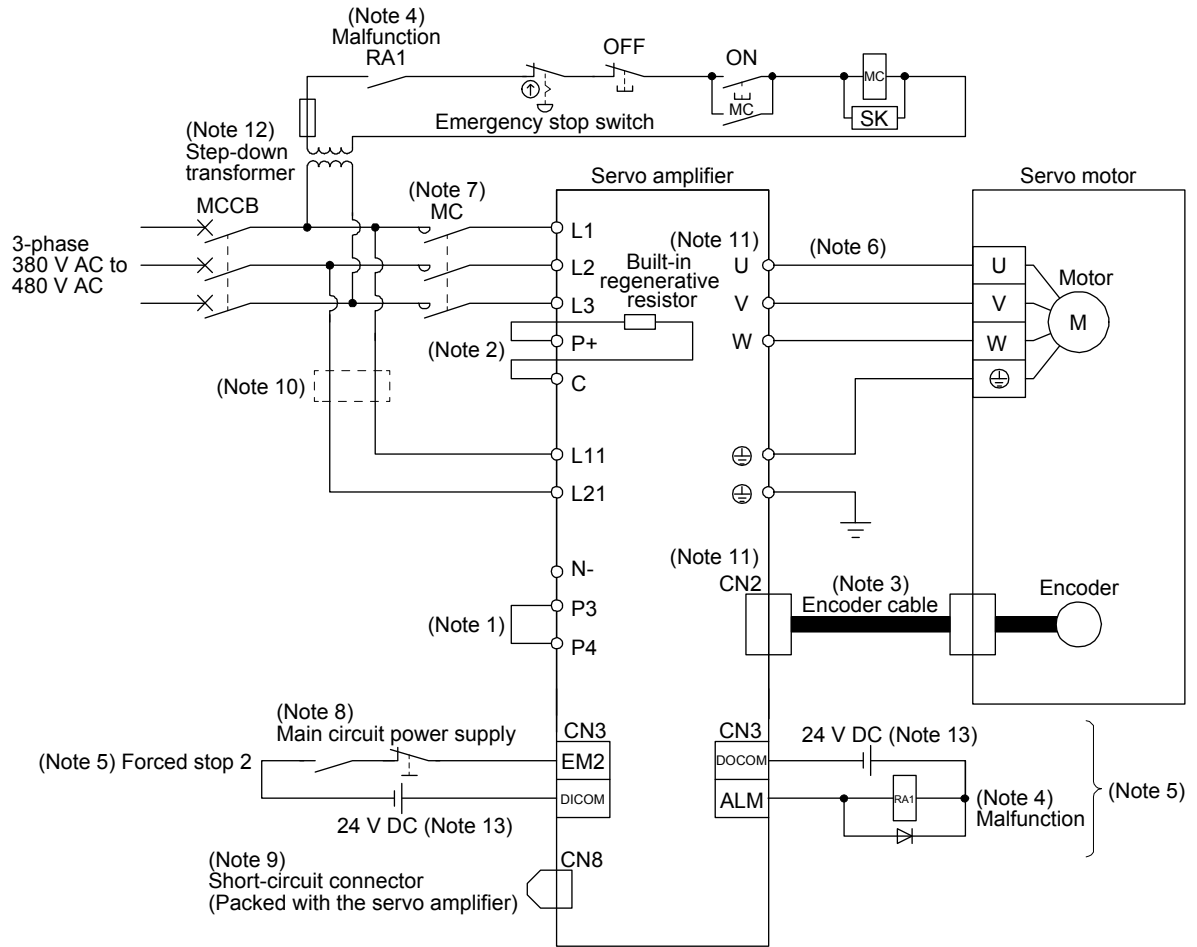 (Note 4)
Malfunction
RA1
OFF
ON
MC
MC
SK
Emergency stop switch
(Note 12)
Step-down
transformer
MCCB
(Note 7)
MC
3-phase
380 V AC to
480 V AC
Servo amplifier
Servo motor
L1
L2
L3
(Note 11)
U
V
W
Built-in
regenerative
resistor
(Note 6)
U
V
W
Motor
M
(Note 2)
P+
C
(Note 10)
L11
L21
N-
(Note 1)
P3
P4
(Note 11)
CN2
(Note 3)
Encoder cable
Encoder
(Note 8)
Main circuit power supply
(Note 5) Forced stop 2
24 V DC (Note 13)
CN3
EM2
DICOM
CN3
DOCOM
ALM
24 V DC (Note 13)
RA1
(Note 4)
Malfunction
(Note 5)
(Note 9)
Short-circuit connector
(Packed with the servo amplifier)
CN8